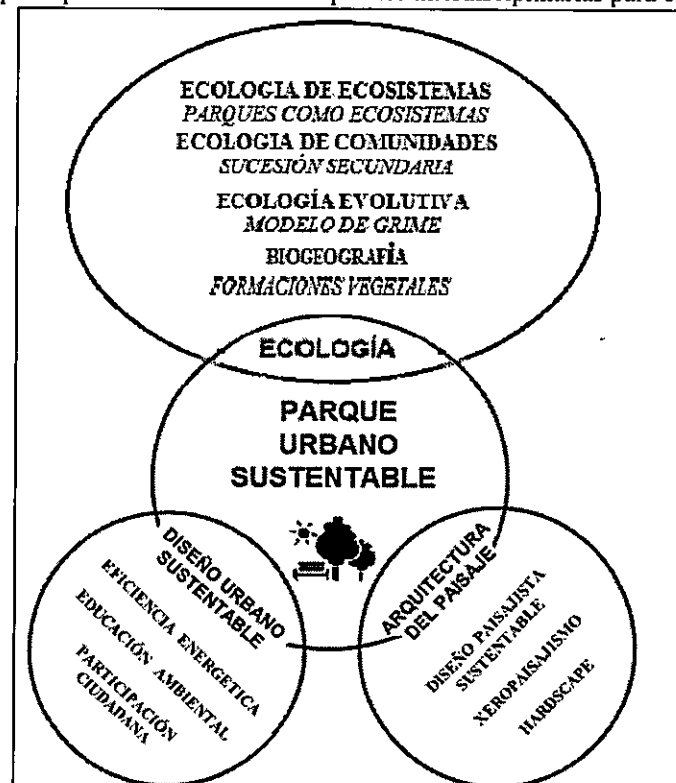 ECOLOGIA DE ECOSISTEMAS
PARQUES COMO ECOSISTEMAS
ECOLOGIA DE COMUNIDADES
SUCESIÓN SECUNDARIA
ECOLOGÍA EVOLUTIVA
MODELO DE GRIME
BIOGEOGRAFÍA
FORMACIONES VEGETALES
ECOLOGÍA
PARQUE
URBANO
SUSTENTABLE
DISEÑO URBANO
SUSTENTABLE
EFICIENCIA ENERGETICA
EDUCACIÓN AMBIENTAL
PARTICIPACIÓN
CIUDADANA
ARQUITECTURA
DEL PAISAJE
DISEÑO PAISAJISTA
SUSTENTABLE
XEROPAISAJISMO
HARDSCAPE